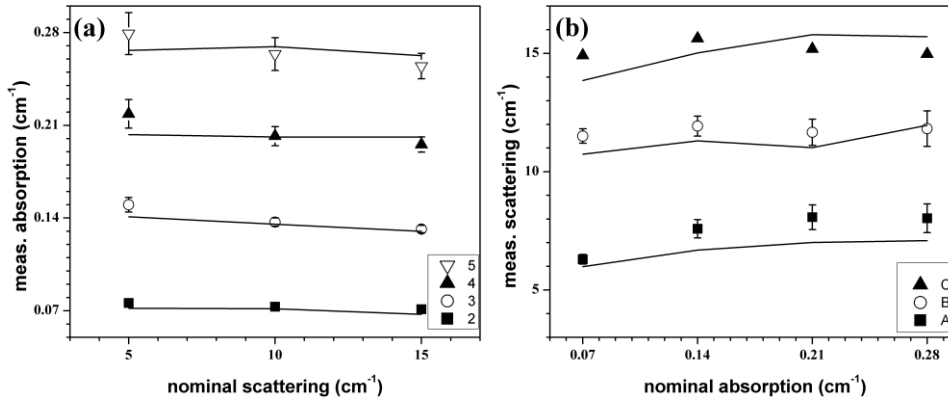 (a)
meas. absorption (cm-1)
0.28
0.21
0.14
0.07
5
10
15
nominal scattering (cm-1)
5
4
3
2
(b)
meas. scattering (cm-1)
15
10
5
0.07
0.14
0.21
0.28
nominal absorption (cm-1)
C
B
A